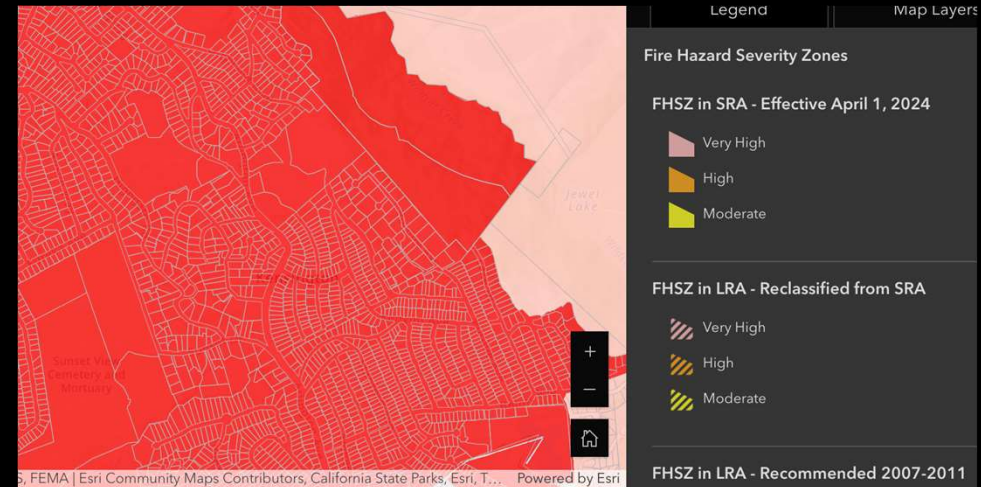 Legend
Map Layers
Fire Hazard Severity Zones
FHSZ in SRA - Effective April 1, 2024
Very High
High
Moderate
FHSZ in LRA - Reclassified from SRA
Very High
High
Moderate
FHSZ in LRA - Recommended 2007-2011
Jewel
Lake
Sunset View
Cemetery and
Mortuary
+
−
S, FEMA | Esri Community Maps Contributors, California State Parks, Esri, T... Powered by Esri